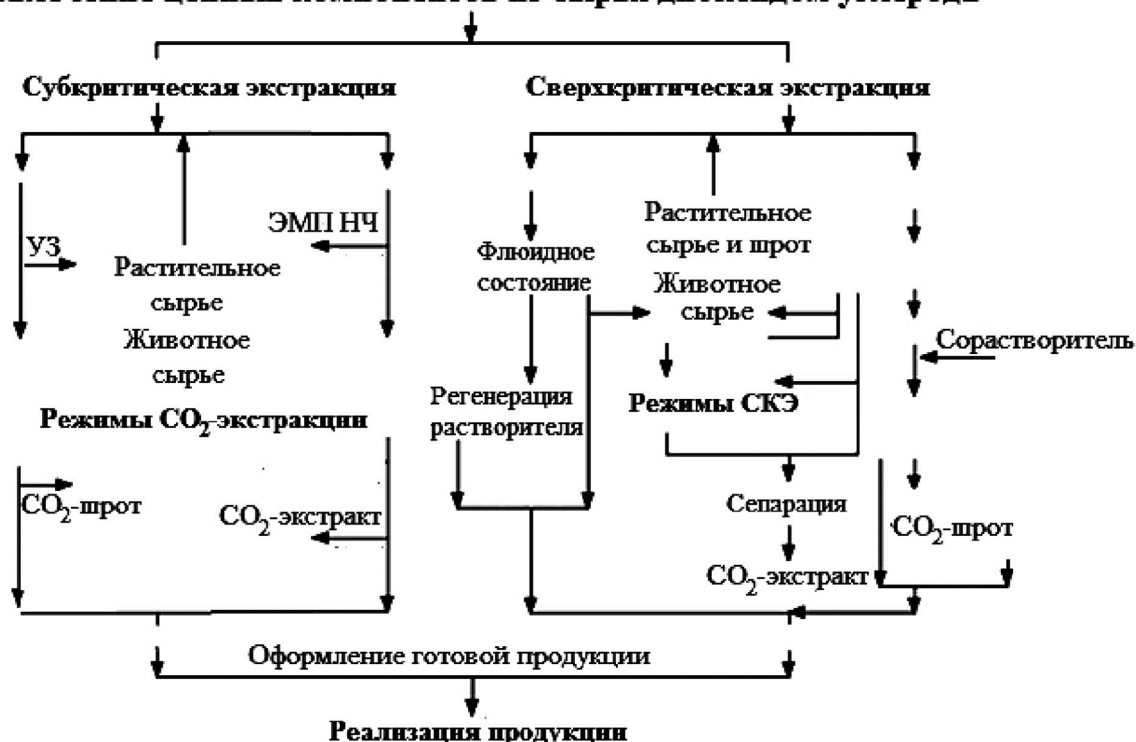 Субкритическая экстракция
Сверхкритическая экстракция
УЗ
ЭМП НЧ
Растительное
сырье
Животное
сырье
Режимы CO₂-экстракции
CO₂-шрот
CO₂-экстракт
Флюидное
состояние
Растительное
сырье и шрот
Животное
сырье
Сорастворитель
Регенерация
растворителя
Режимы СКЭ
Сепарация
CO₂-экстракт
CO₂-шрот
Оформление готовой продукции
Реализация продукции